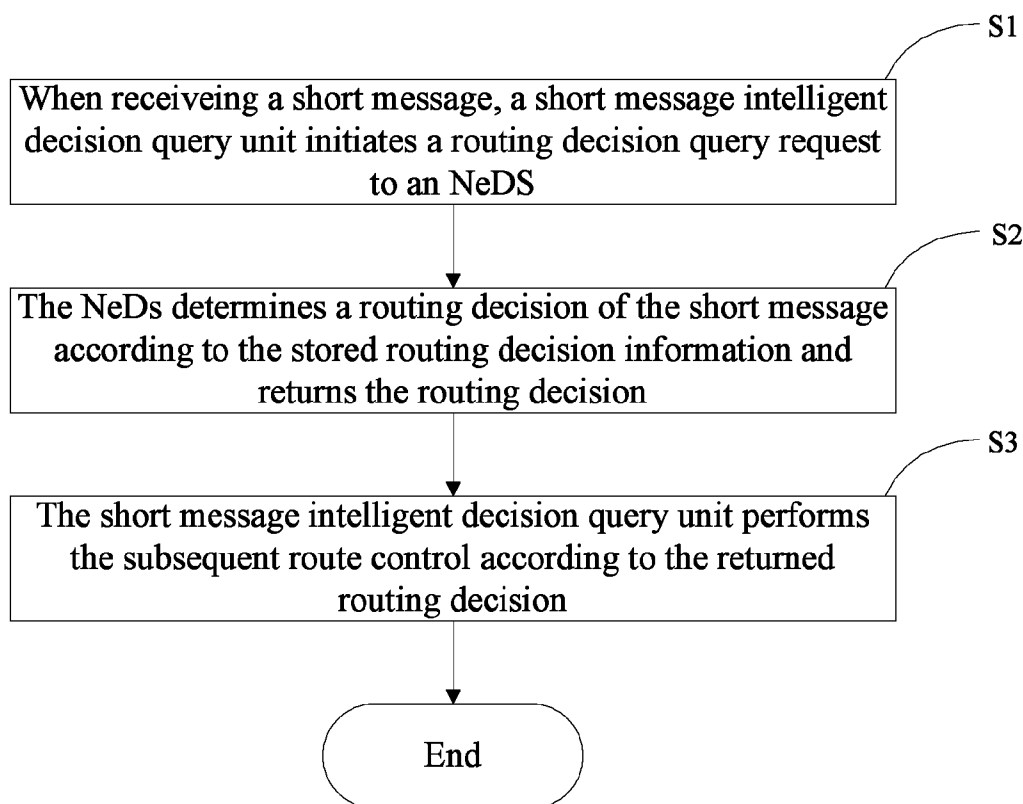 S1
When receiveing a short message, a short message intelligent
decision query unit initiates a routing decision query request
to an NeDS
S2
The NeDs determines a routing decision of the short message
according to the stored routing decision information and
returns the routing decision
S3
The short message intelligent decision query unit performs
the subsequent route control according to the returned
routing decision
End